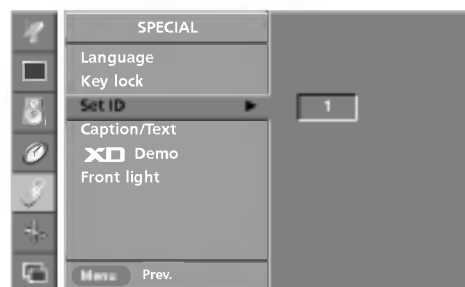 SPECIAL
Language
Key lock
Set ID
1
Caption/Text
XD Demo
Front light
Menu Prev.